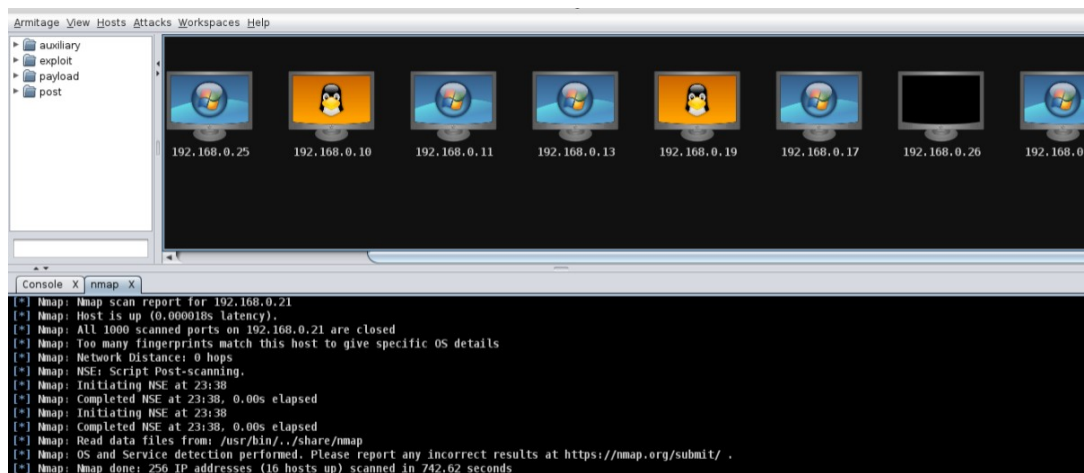 Armitage View Hosts Attacks Workspaces Help
auxiliary
exploit
payload
post
192.168.0.25 192.168.0.10 192.168.0.11 192.168.0.13 192.168.0.19 192.168.0.17 192.168.0.26 192.168.0
Console X nmap X
[*] Nmap: Nmap scan report for 192.168.0.21
[*] Nmap: Host is up (0.000018s latency).
[*] Nmap: All 1000 scanned ports on 192.168.0.21 are closed
[*] Nmap: Too many fingerprints match this host to give specific OS details
[*] Nmap: Network Distance: 0 hops
[*] Nmap: NSE: Script Post-scanning.
[*] Nmap: Initiating NSE at 23:38
[*] Nmap: Completed NSE at 23:38, 0.00s elapsed
[*] Nmap: Initiating NSE at 23:38
[*] Nmap: Completed NSE at 23:38, 0.00s elapsed
[*] Nmap: Read data files from: /usr/bin/../share/nmap
[*] Nmap: OS and Service detection performed. Please report any incorrect results at https://nmap.org/submit/ .
[*] Nmap: Nmap done: 256 IP addresses (16 hosts up) scanned in 742.62 seconds